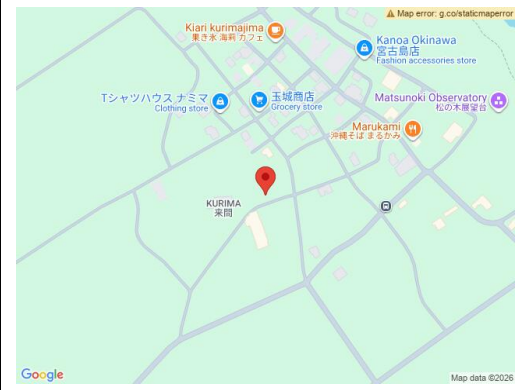 Map error: g.co/staticmaperror
Kiari kurimajima
果き氷 海莉 カフェ
Kanoa Okinawa
宮古島店
Fashion accessories store
Tシャツハウス ナミマ
Clothing store
玉城商店
Grocery store
Matsunoki Observatory
松の木展望台
Marukami
沖縄そば まるかみ
KURIMA
来間
Google
Map data ©2026